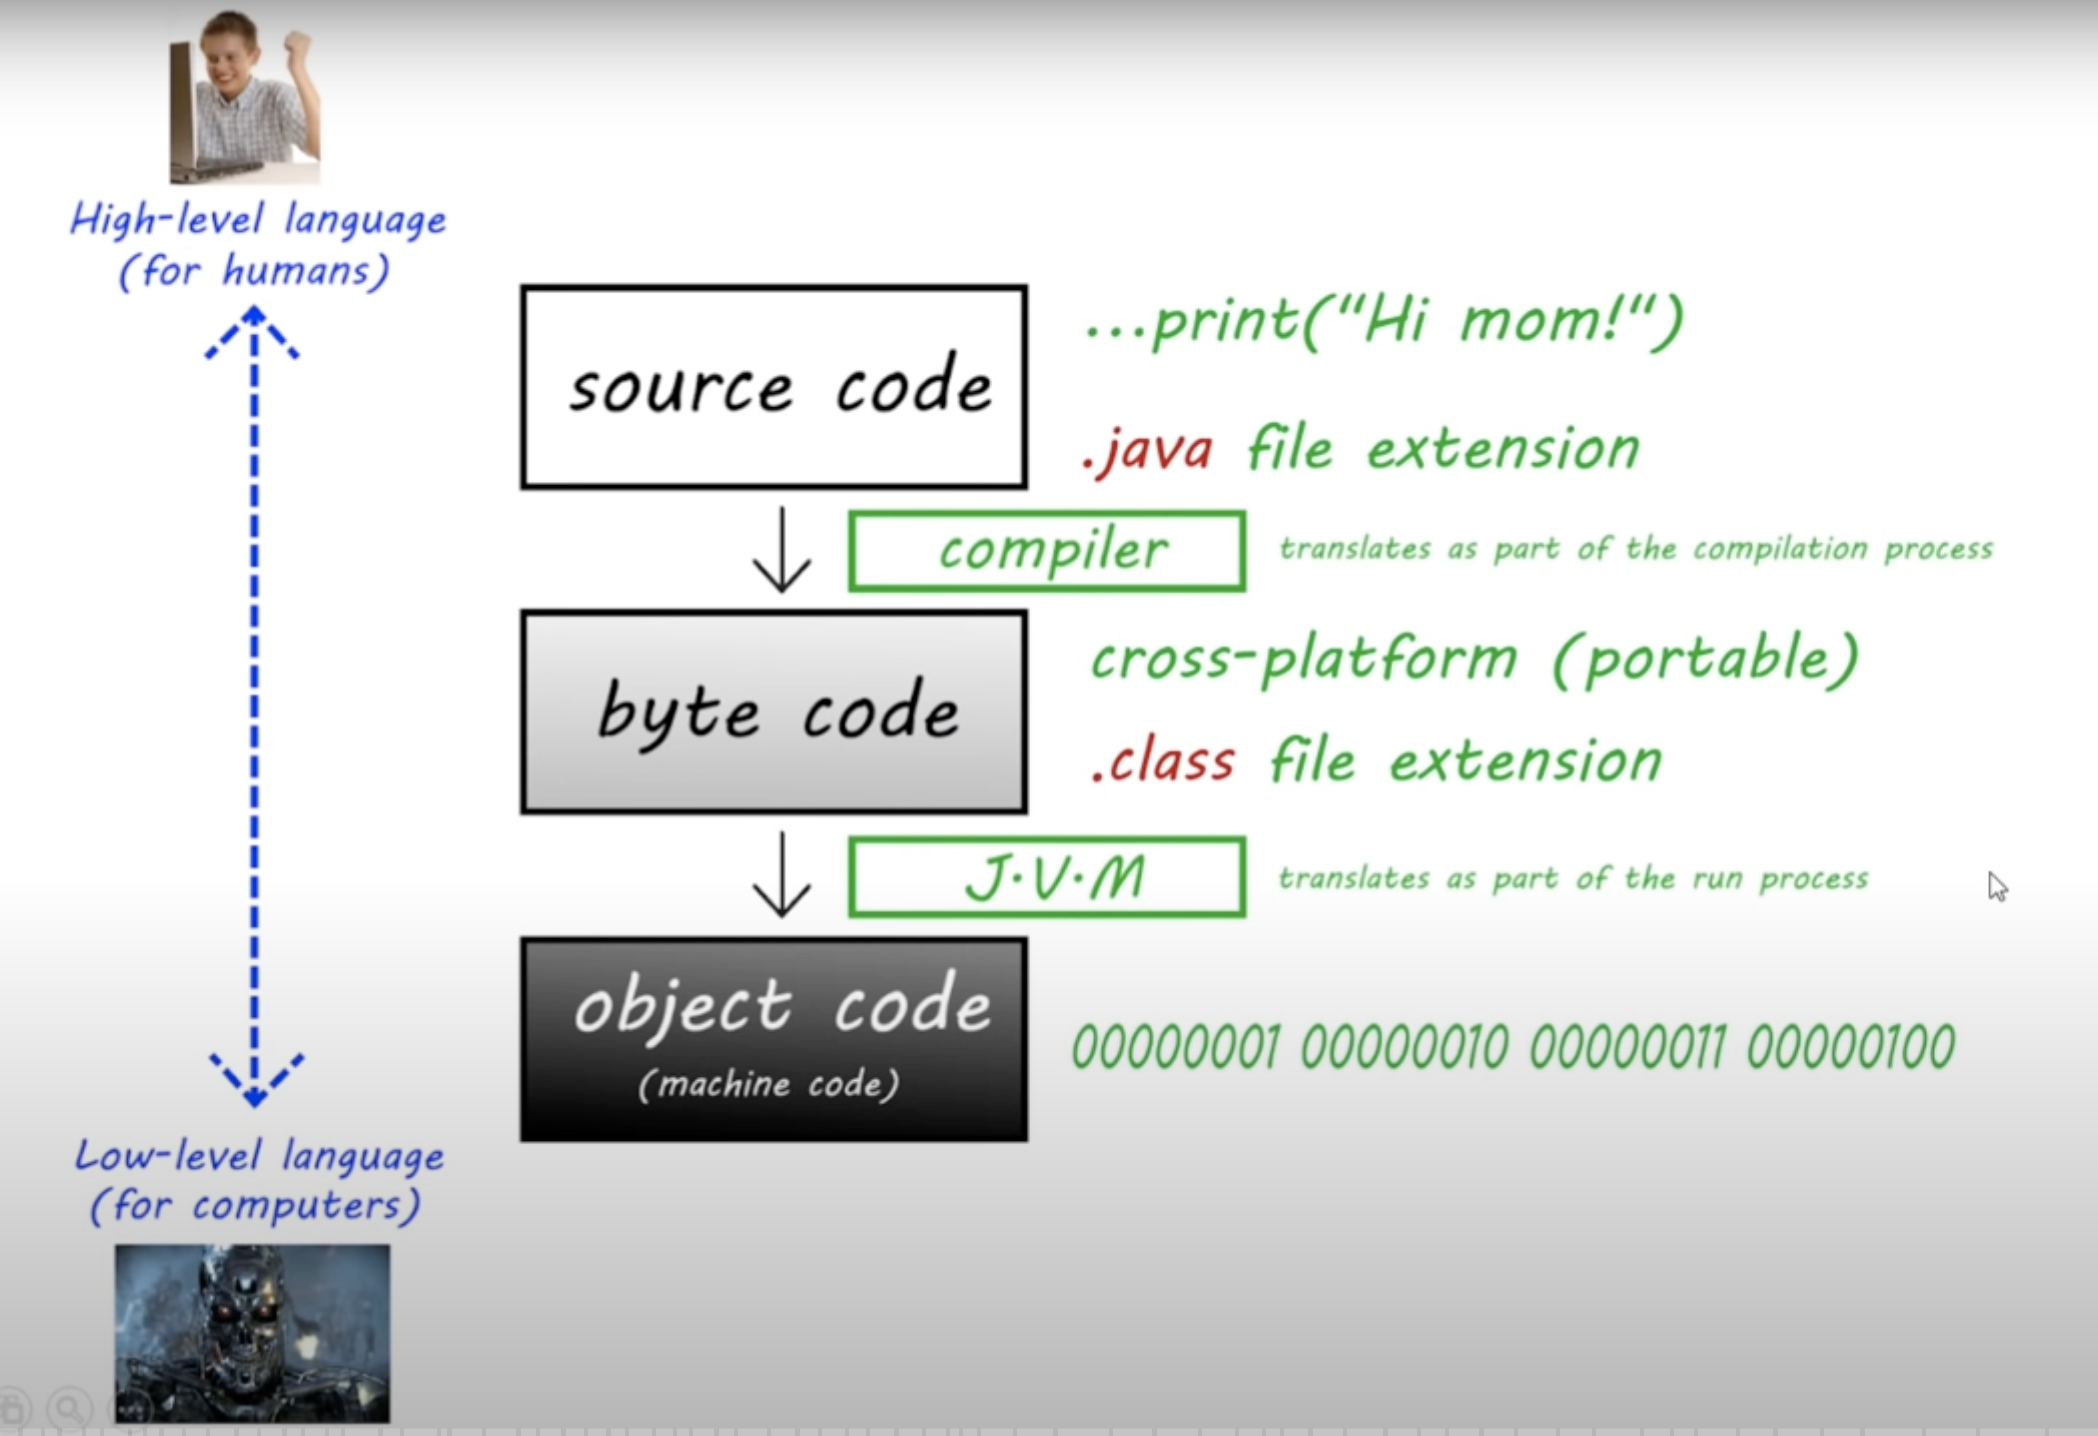 High-level language
(for humans)
source code
...print("Hi mom!")
.java file extension
compiler
translates as part of the compilation process
byte code
cross-platform (portable)
.class file extension
J.V.M
translates as part of the run process
object code
(machine code)
00000001 00000010 00000011 00000100
Low-level language
(for computers)